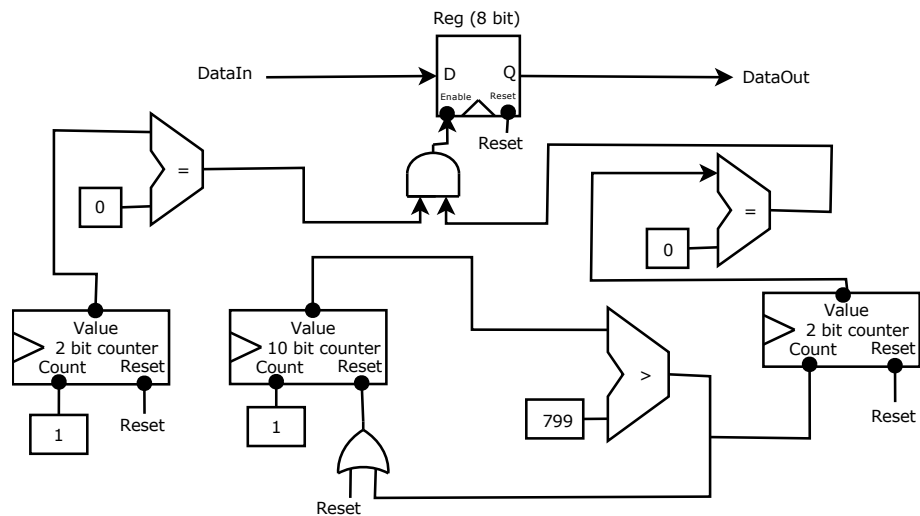 Reg (8 bit)
DataIn
D
Q
DataOut
Enable
Reset
Reset
=
0
=
0
Value
2 bit counter
Count
Reset
1
Reset
Value
10 bit counter
Count
Reset
1
>
799
Reset
Value
2 bit counter
Count
Reset
Reset